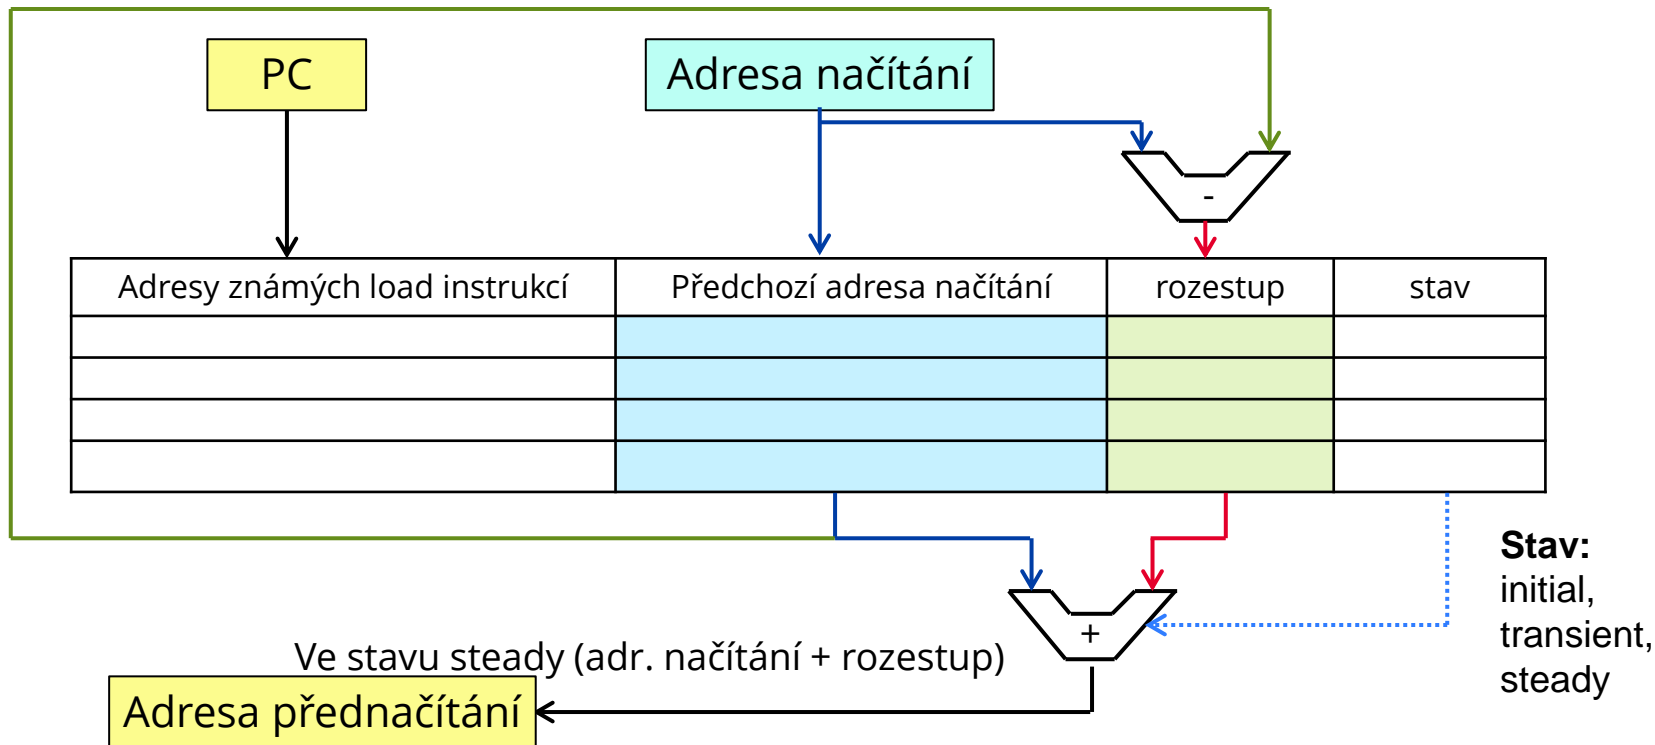 PC
Adresa načítání
-
Adresy známých load instrukcí
Předchozí adresa načítání
rozestup
stav
Stav:
initial,
transient,
steady
+
Ve stavu steady (adr. načítání + rozestup)
Adresa přednačítání